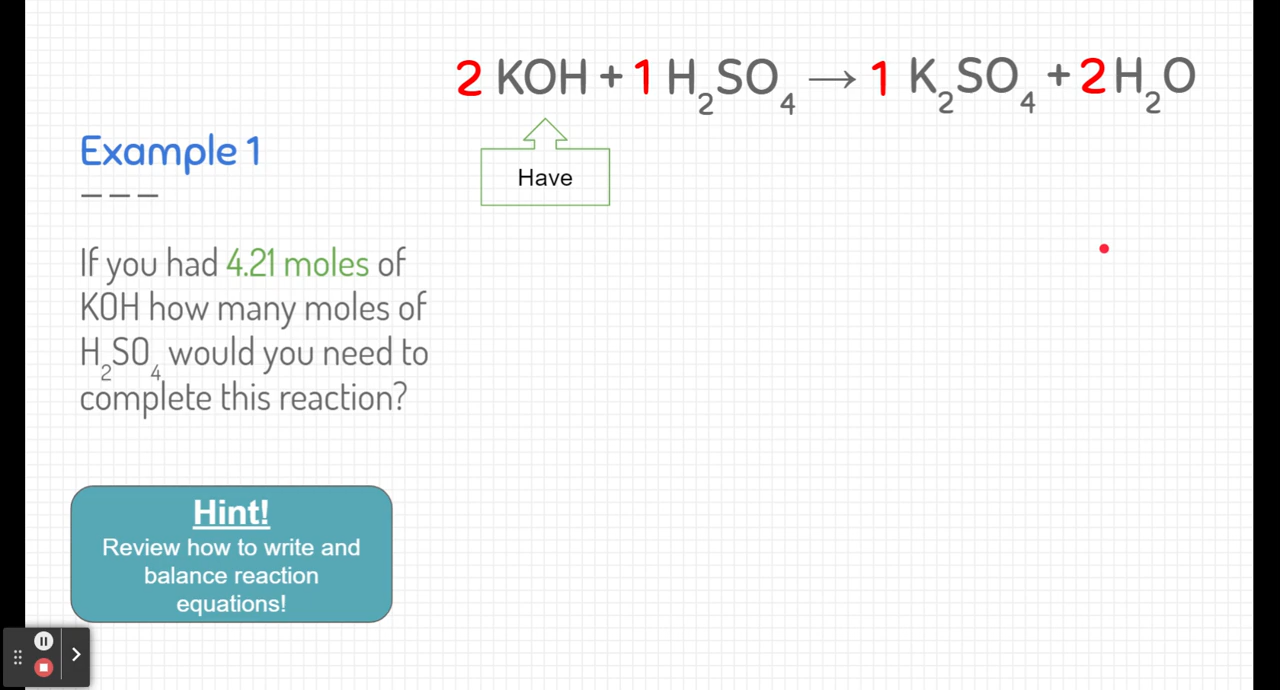 2 KOH + 1 H₂SO₄ → 1 K₂SO₄ + 2 H₂O
Have
Example 1
If you had 4.21 moles of
KOH how many moles of
H₂SO₄ would you need to
complete this reaction?
Hint!
Review how to write and
balance reaction
equations!